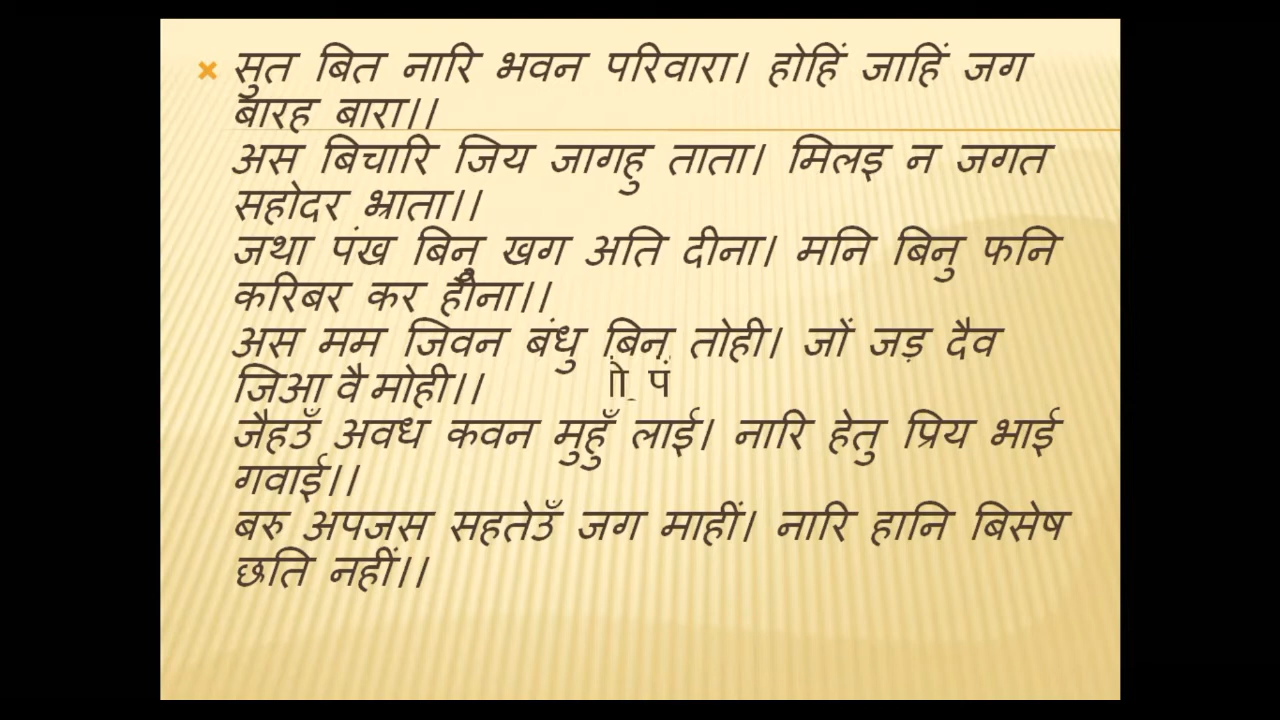 सुत बित नारि भवन परिवारा। होहिं जाहिं जग
बारह बारा।।
अस बिचारि जिय जागहु ताता। मिलइ न जगत
सहोदर भ्राता।।
जथा पंख बिनु खग अति दीना। मनि बिनु फनि
करिबर कर हीना।।
अस मम जिवन बंधु बिनु तोही। जों जड़ दैव
जिआ वै मोही।।
जैहउँ अवध कवन मुहुँ लाई। नारि हेतु प्रिय भाई
गवाई।।
बरु अपजस सहतेउँ जग माहीं। नारि हानि बिसेष
छति नहीं।।